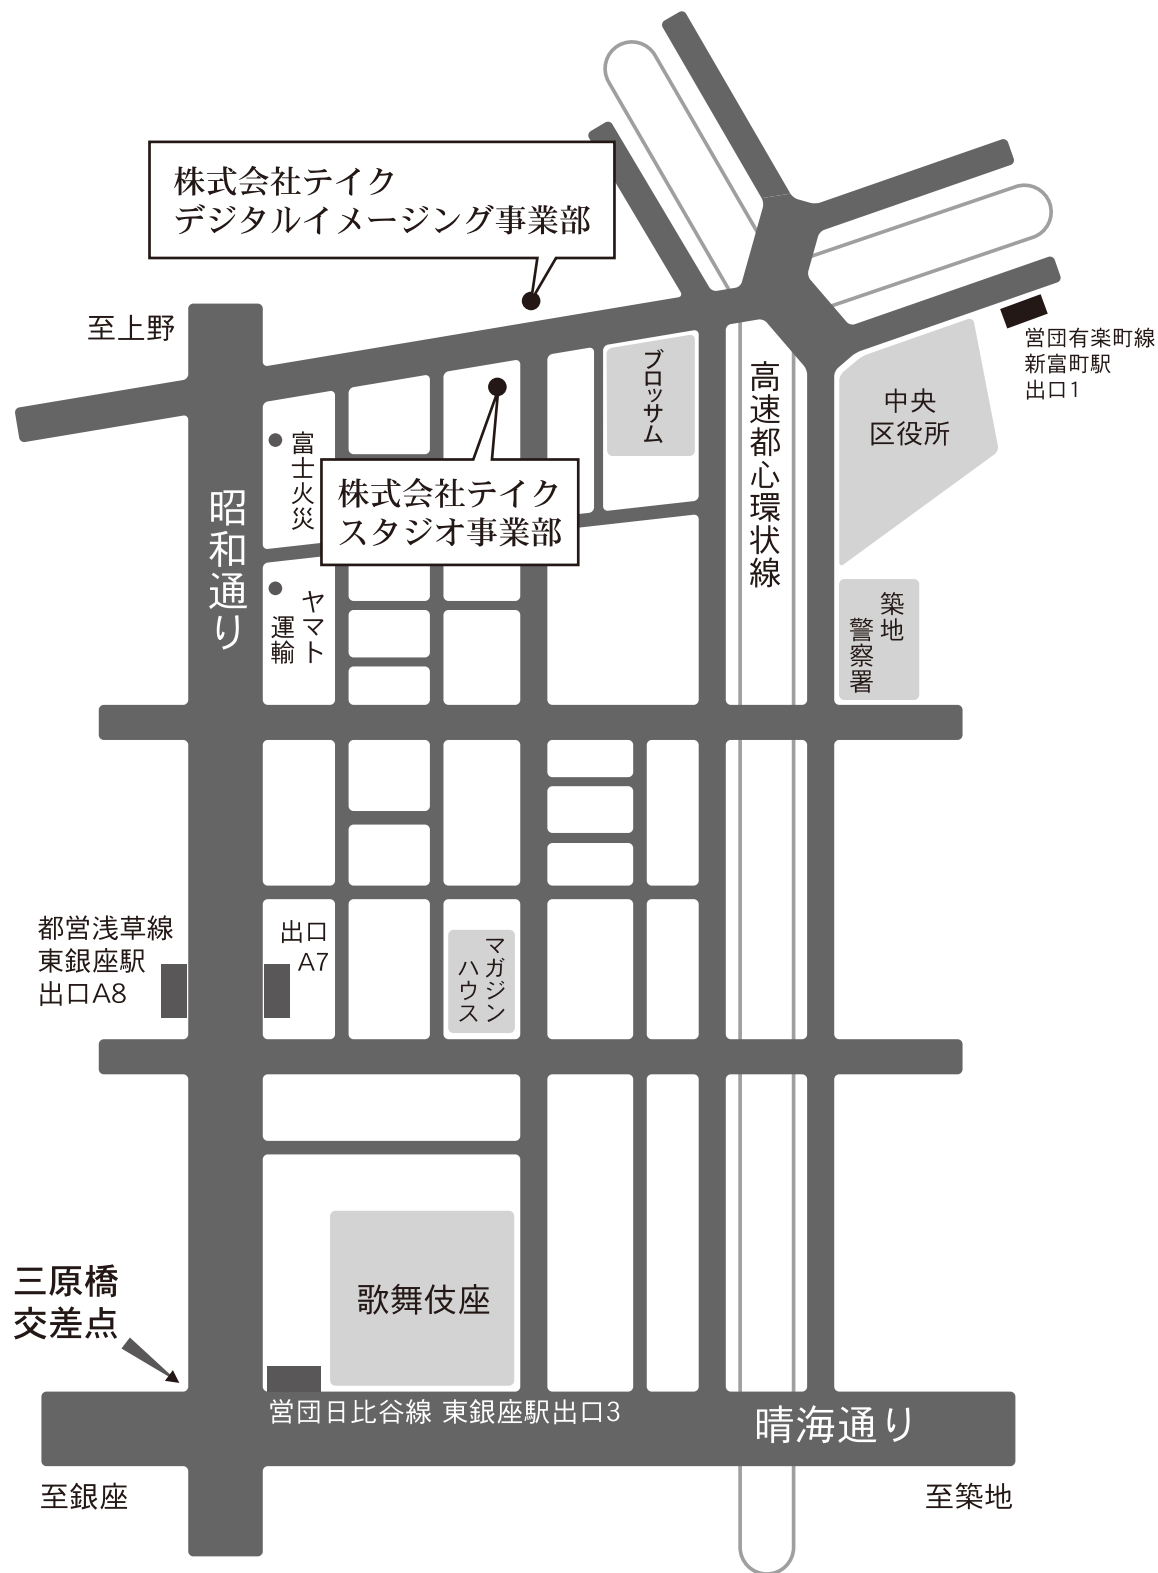 株式会社テイク
デジタルイメージング事業部
至上野
営団有楽町線
新富町駅
出口1
ブロッサム
高速都心環状線
中央
区役所
富士火災
株式会社テイク
スタジオ事業部
昭和通り
ヤマト
運輸
築地
警察署
都営浅草線
東銀座駅
出口A8
出口
A7
マガジン
ハウス
三原橋
交差点
歌舞伎座
営団日比谷線 東銀座駅出口3
晴海通り
至銀座
至築地